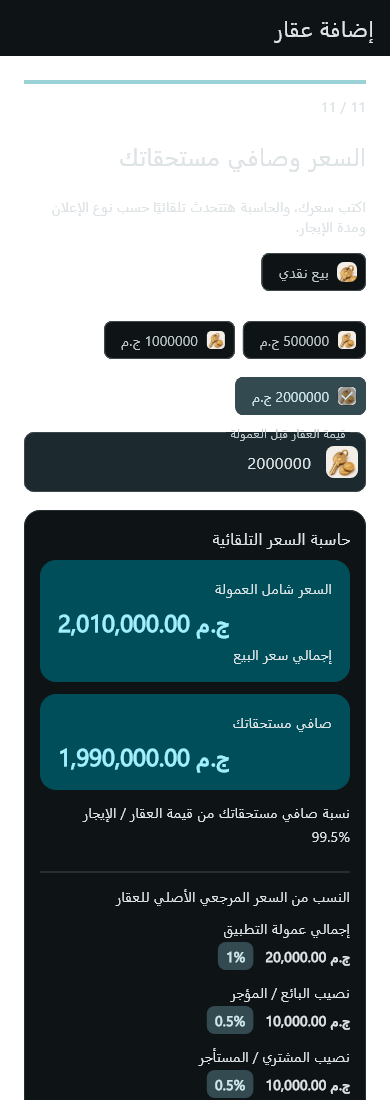 إضافة عقار
11 / 11
السعر وصافي مستحقاتك
اكتب سعرك، والحاسبة هتتحدث تلقائيًا حسب نوع الإعلان
ومدة الإيجار.
بيع نقدي
500000 ج.م
1000000 ج.م
2000000 ج.م
قيمة العقار قبل العمولة
2000000
حاسبة السعر التلقائية
السعر شامل العمولة
ج.م 2,010,000.00
إجمالي سعر البيع
صافي مستحقاتك
ج.م 1,990,000.00
نسبة صافي مستحقاتك من قيمة العقار / الإيجار
99.5%
النسب من السعر المرجعي الأصلي للعقار
إجمالي عمولة التطبيق
ج.م 20,000.00 1%
نصيب البائع / المؤجر
ج.م 10,000.00 0.5%
نصيب المشتري / المستأجر
ج.م 10,000.00 0.5%